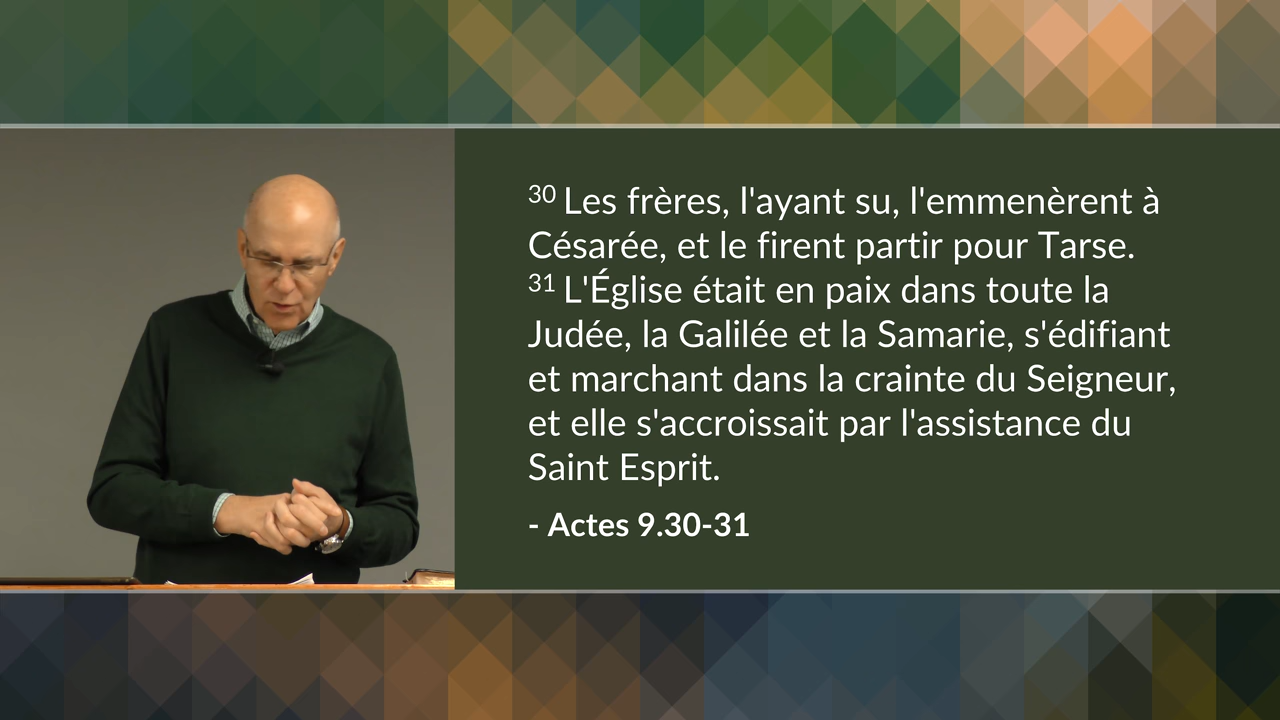 30 Les frères, l'ayant su, l'emmenèrent à
Césarée, et le firent partir pour Tarse.
31 L'Église était en paix dans toute la
Judée, la Galilée et la Samarie, s'édifiant
et marchant dans la crainte du Seigneur,
et elle s'accroissait par l'assistance du
Saint Esprit.
- Actes 9.30-31